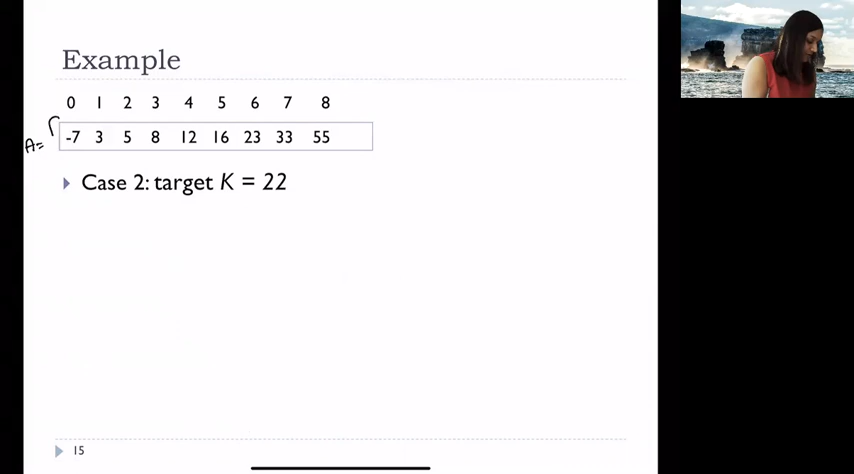 Example
0 1 2 3 4 5 6 7 8
A= [
-7 3 5 8 12 16 23 33 55
Case 2: target K = 22
15